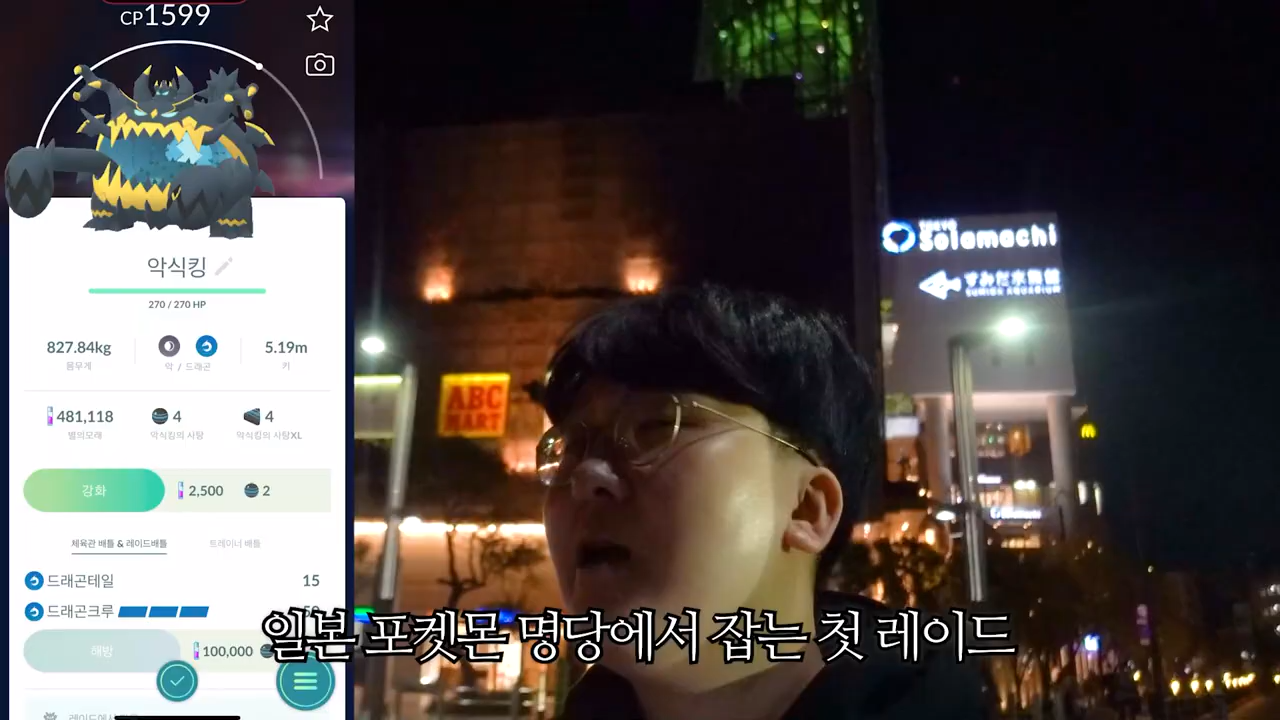 CP1599
악식킹
270 / 270 HP
827.84kg
몸무게
악 / 드래곤
5.19m
키
481,118
별의모래
4
악식킹의 사탕
4
악식킹의 사탕XL
강화
2,500
2
체육관 배틀 & 레이드배틀
트레이너 배틀
드래곤테일
15
드래곤크루
50
해방
100,000
TOKYO
Solamachi
すみだ水族館
SUMIDA AQUARIUM
ABC
MART
일본 포켓몬 명당에서 잡는 첫 레이드